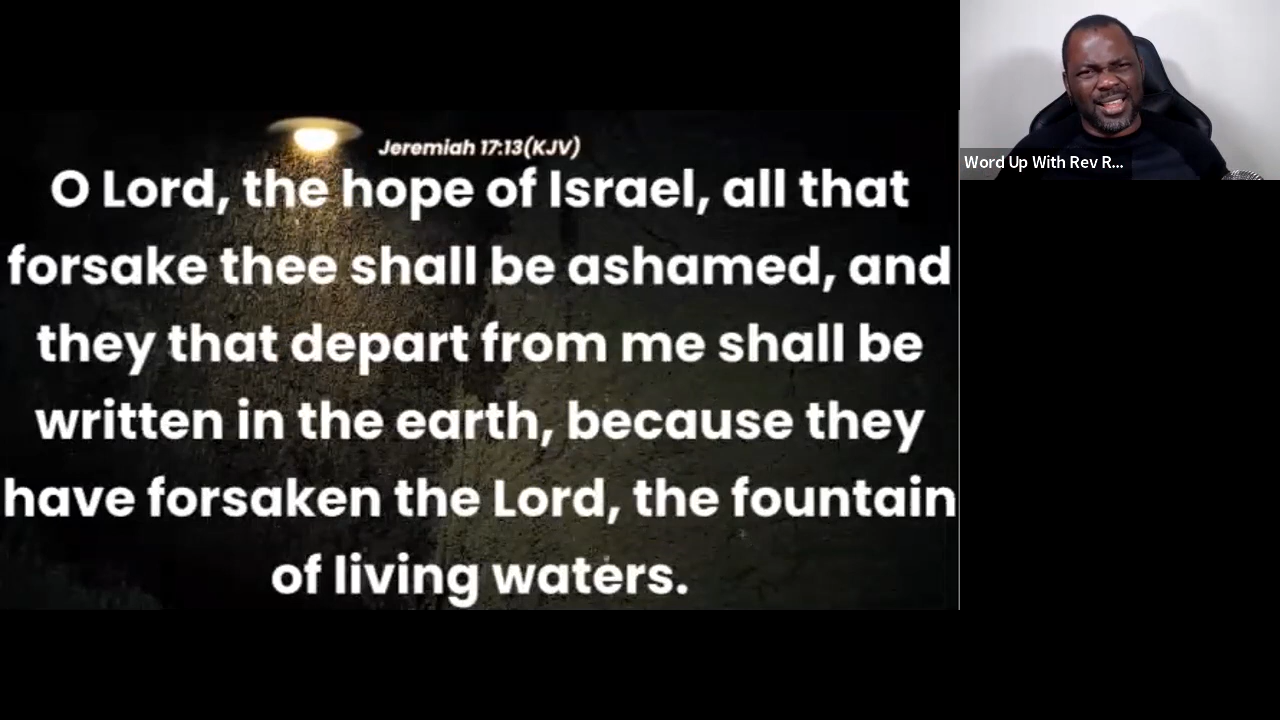 Jeremiah 17:13(KJV)
O Lord, the hope of Israel, all that
forsake thee shall be ashamed, and
they that depart from me shall be
written in the earth, because they
have forsaken the Lord, the fountain
of living waters.
Word Up With Rev R...